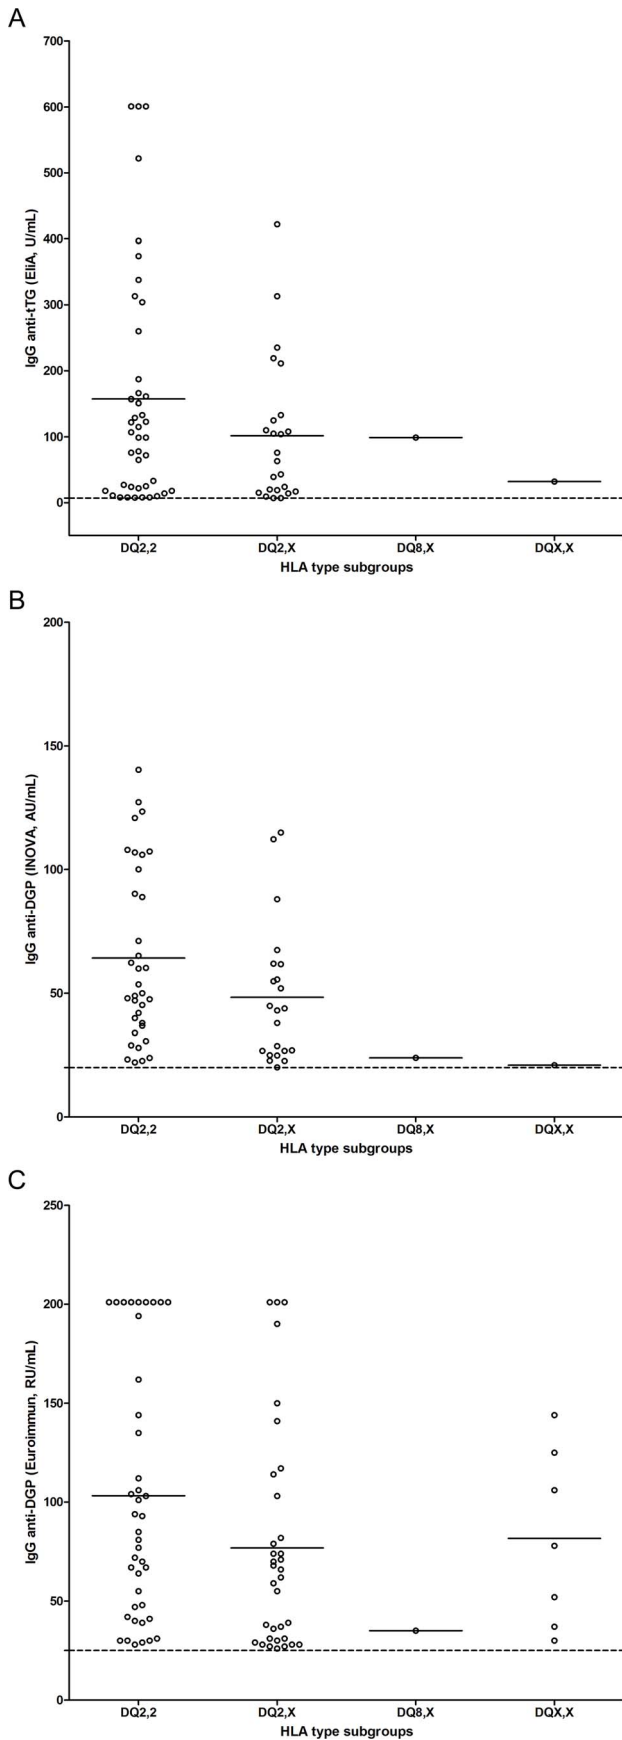 A
700
600
500
400
300
200
100
0
IgG anti-tTG (EliA, U/mL)
DQ2,2 DQ2,X DQ8,X DQX,X
HLA type subgroups
B
200
150
100
50
0
IgG anti-DGP (INOVA, AU/mL)
DQ2,2 DQ2,X DQ8,X DQX,X
HLA type subgroups
C
250
200
150
100
50
0
IgG anti-DGP (Euroimmun, RU/mL)
DQ2,2 DQ2,X DQ8,X DQX,X
HLA type subgroups